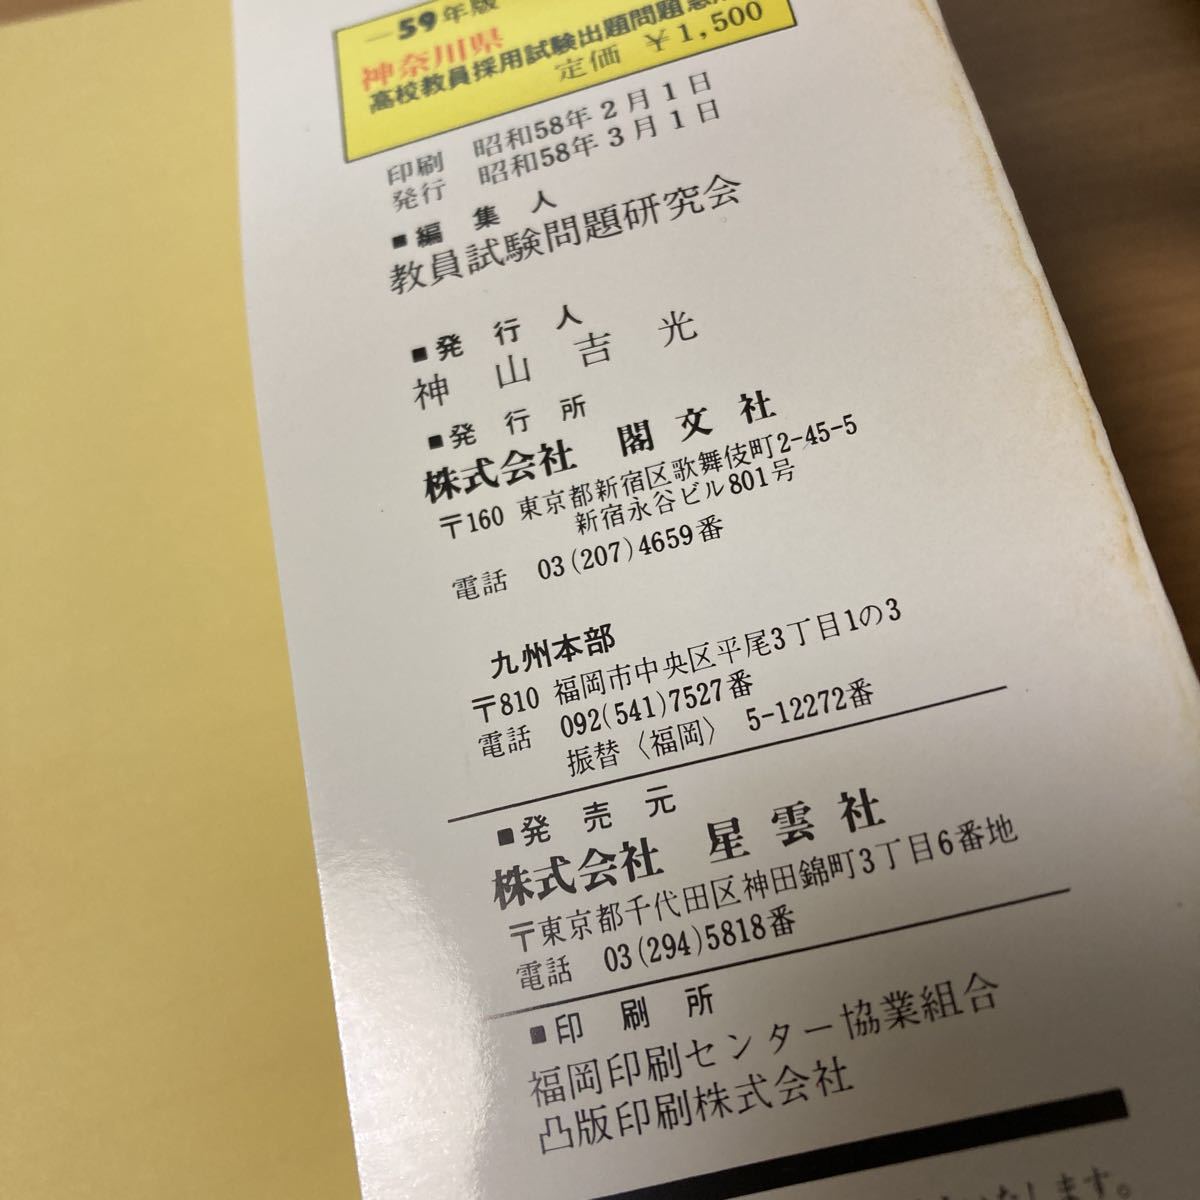 —59年版
神奈川県
高校教員採用試験出題問題
定価 ￥1,500
印刷 昭和58年2月1日
発行 昭和58年3月1日
■編集人
教員試験問題研究会
■発行人
神山吉光
■発行所
株式会社 閣文社
〒160 東京都新宿区歌舞伎町2-45-5
新宿永谷ビル801号
電話 03(207)4659番
九州本部
〒810 福岡市中央区平尾3丁目1の3
電話 092(541)7527番
振替〈福岡〉 5-12272番
■発売元
株式会社 星雲社
〒東京都千代田区神田錦町3丁目6番地
電話 03(294)5818番
■印刷所
福岡印刷センター協業組合
凸版印刷株式会社
いたします。